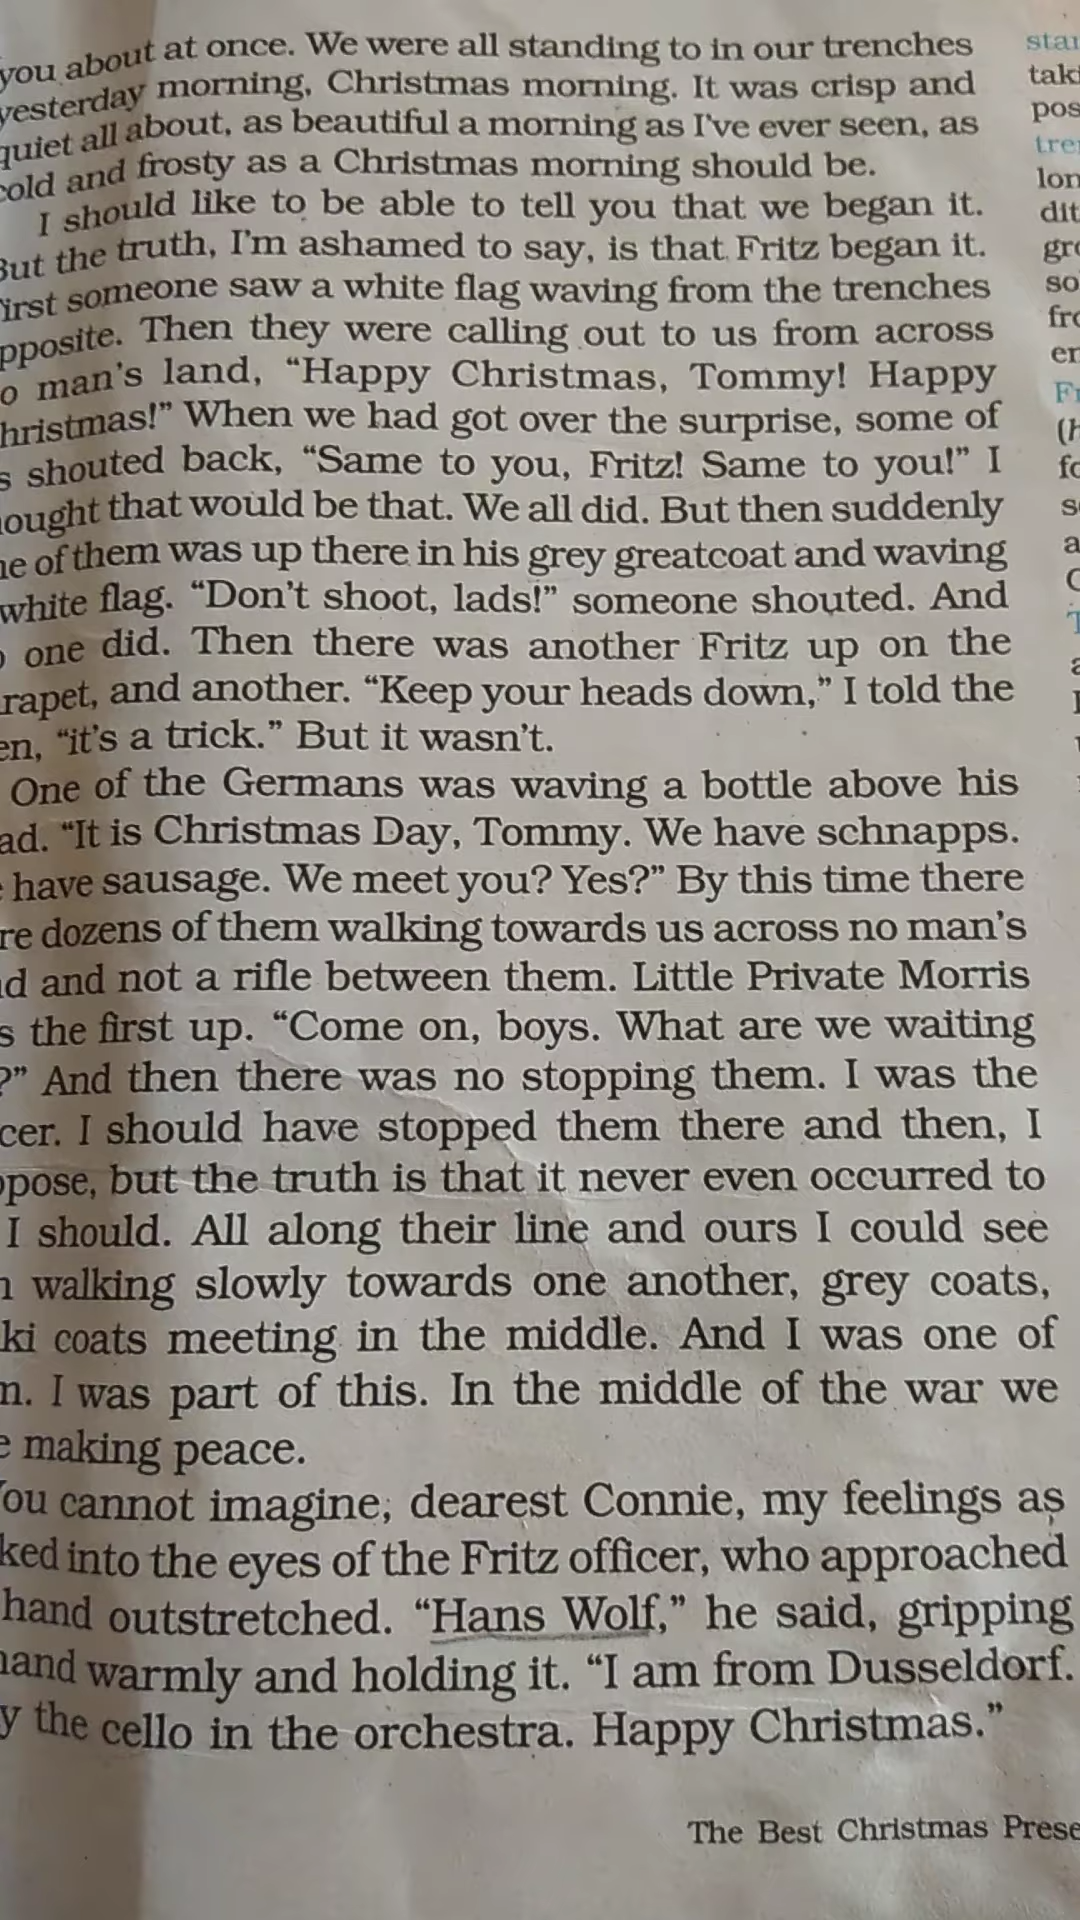 you about at once. We were all standing to in our trenches
yesterday morning, Christmas morning. It was crisp and
quiet all about, as beautiful a morning as I've ever seen, as
cold and frosty as a Christmas morning should be.
I should like to be able to tell you that we began it.
But the truth, I'm ashamed to say, is that Fritz began it.
irst someone saw a white flag waving from the trenches
pposite. Then they were calling out to us from across
o man's land, “Happy Christmas, Tommy! Happy
hristmas!” When we had got over the surprise, some of
s shouted back, “Same to you, Fritz! Same to you!” I
ought that would be that. We all did. But then suddenly
ne of them was up there in his grey greatcoat and waving
white flag. “Don't shoot, lads!” someone shouted. And
o one did. Then there was another Fritz up on the
rapet, and another. “Keep your heads down,” I told the
en, “it's a trick.” But it wasn't.
One of the Germans was waving a bottle above his
ad. “It is Christmas Day, Tommy. We have schnapps.
have sausage. We meet you? Yes?” By this time there
re dozens of them walking towards us across no man's
d and not a rifle between them. Little Private Morris
s the first up. “Come on, boys. What are we waiting
?” And then there was no stopping them. I was the
cer. I should have stopped them there and then, I
pose, but the truth is that it never even occurred to
I should. All along their line and ours I could see
n walking slowly towards one another, grey coats,
ki coats meeting in the middle. And I was one of
m. I was part of this. In the middle of the war we
e making peace.
You cannot imagine, dearest Connie, my feelings as
ked into the eyes of the Fritz officer, who approached
hand outstretched. “Hans Wolf,” he said, gripping
hand warmly and holding it. “I am from Dusseldorf.
y the cello in the orchestra. Happy Christmas.”
The Best Christmas Prese
star
taki
pos
tre
lon
dit
gro
so
fro
en
Fr
(H
fo